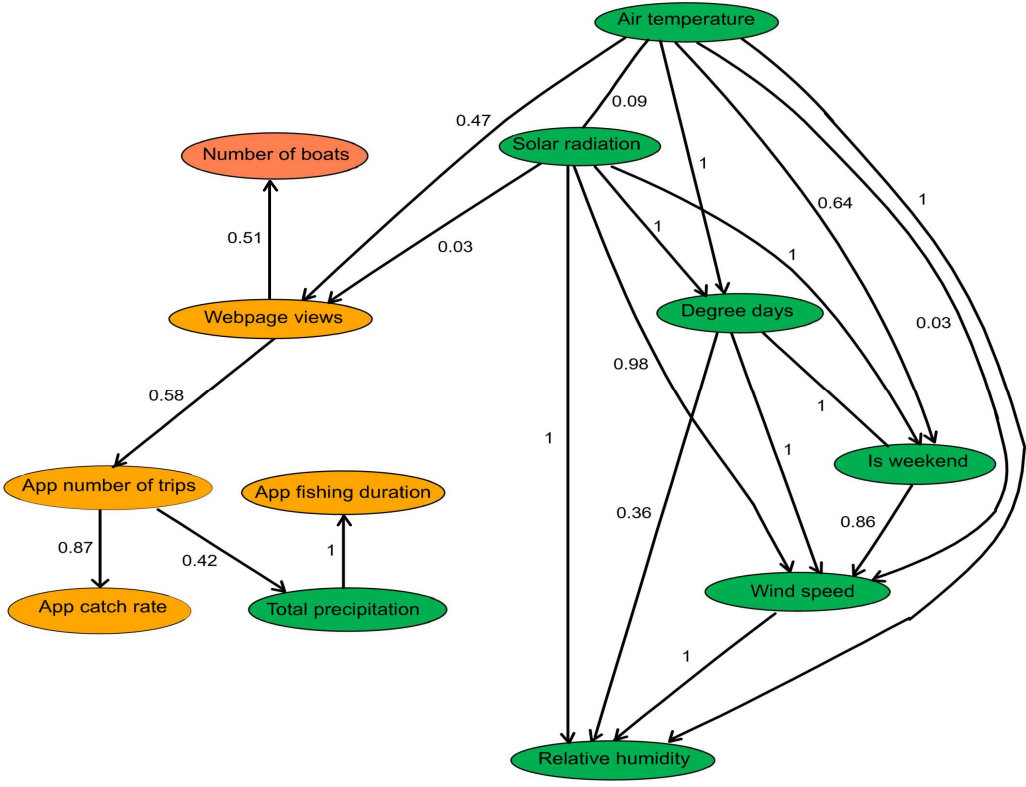 Air temperature
0.09
0.47
Number of boats
Solar radiation
1
0.64
1
0.51
0.03
1
1
Webpage views
Degree days
0.03
0.98
0.58
1
1
1
Is weekend
App number of trips
App fishing duration
0.36
0.86
0.87
0.42
1
App catch rate
Total precipitation
Wind speed
1
Relative humidity